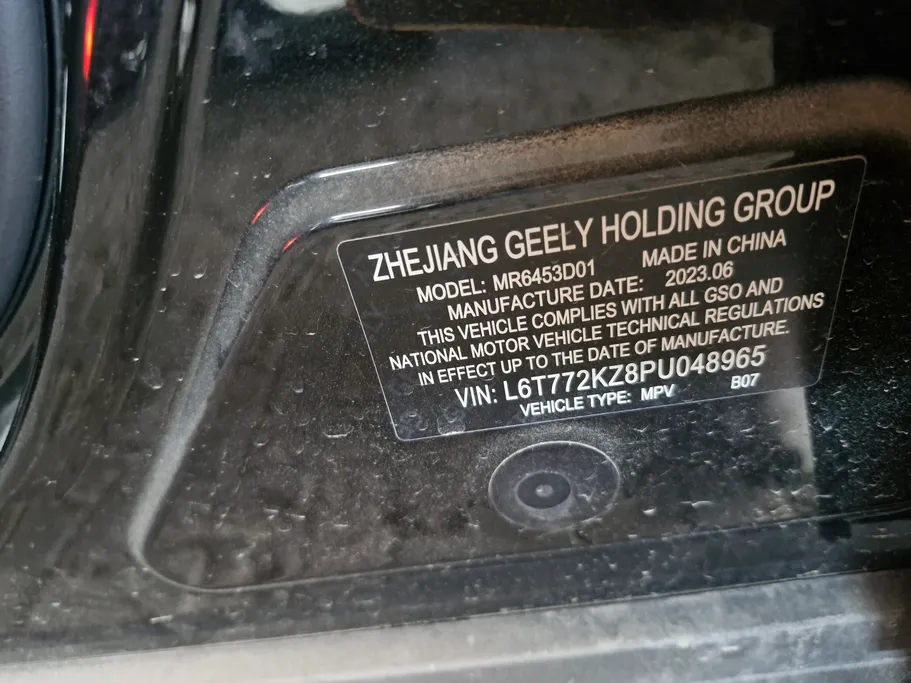 ZHEJIANG GEELY HOLDING GROUP
MODEL: MR6453D01 MADE IN CHINA
MANUFACTURE DATE: 2023.06
THIS VEHICLE COMPLIES WITH ALL GSO AND
NATIONAL MOTOR VEHICLE TECHNICAL REGULATIONS
IN EFFECT UP TO THE DATE OF MANUFACTURE.
VIN: L6T772KZ8PU048965
VEHICLE TYPE: MPV B07